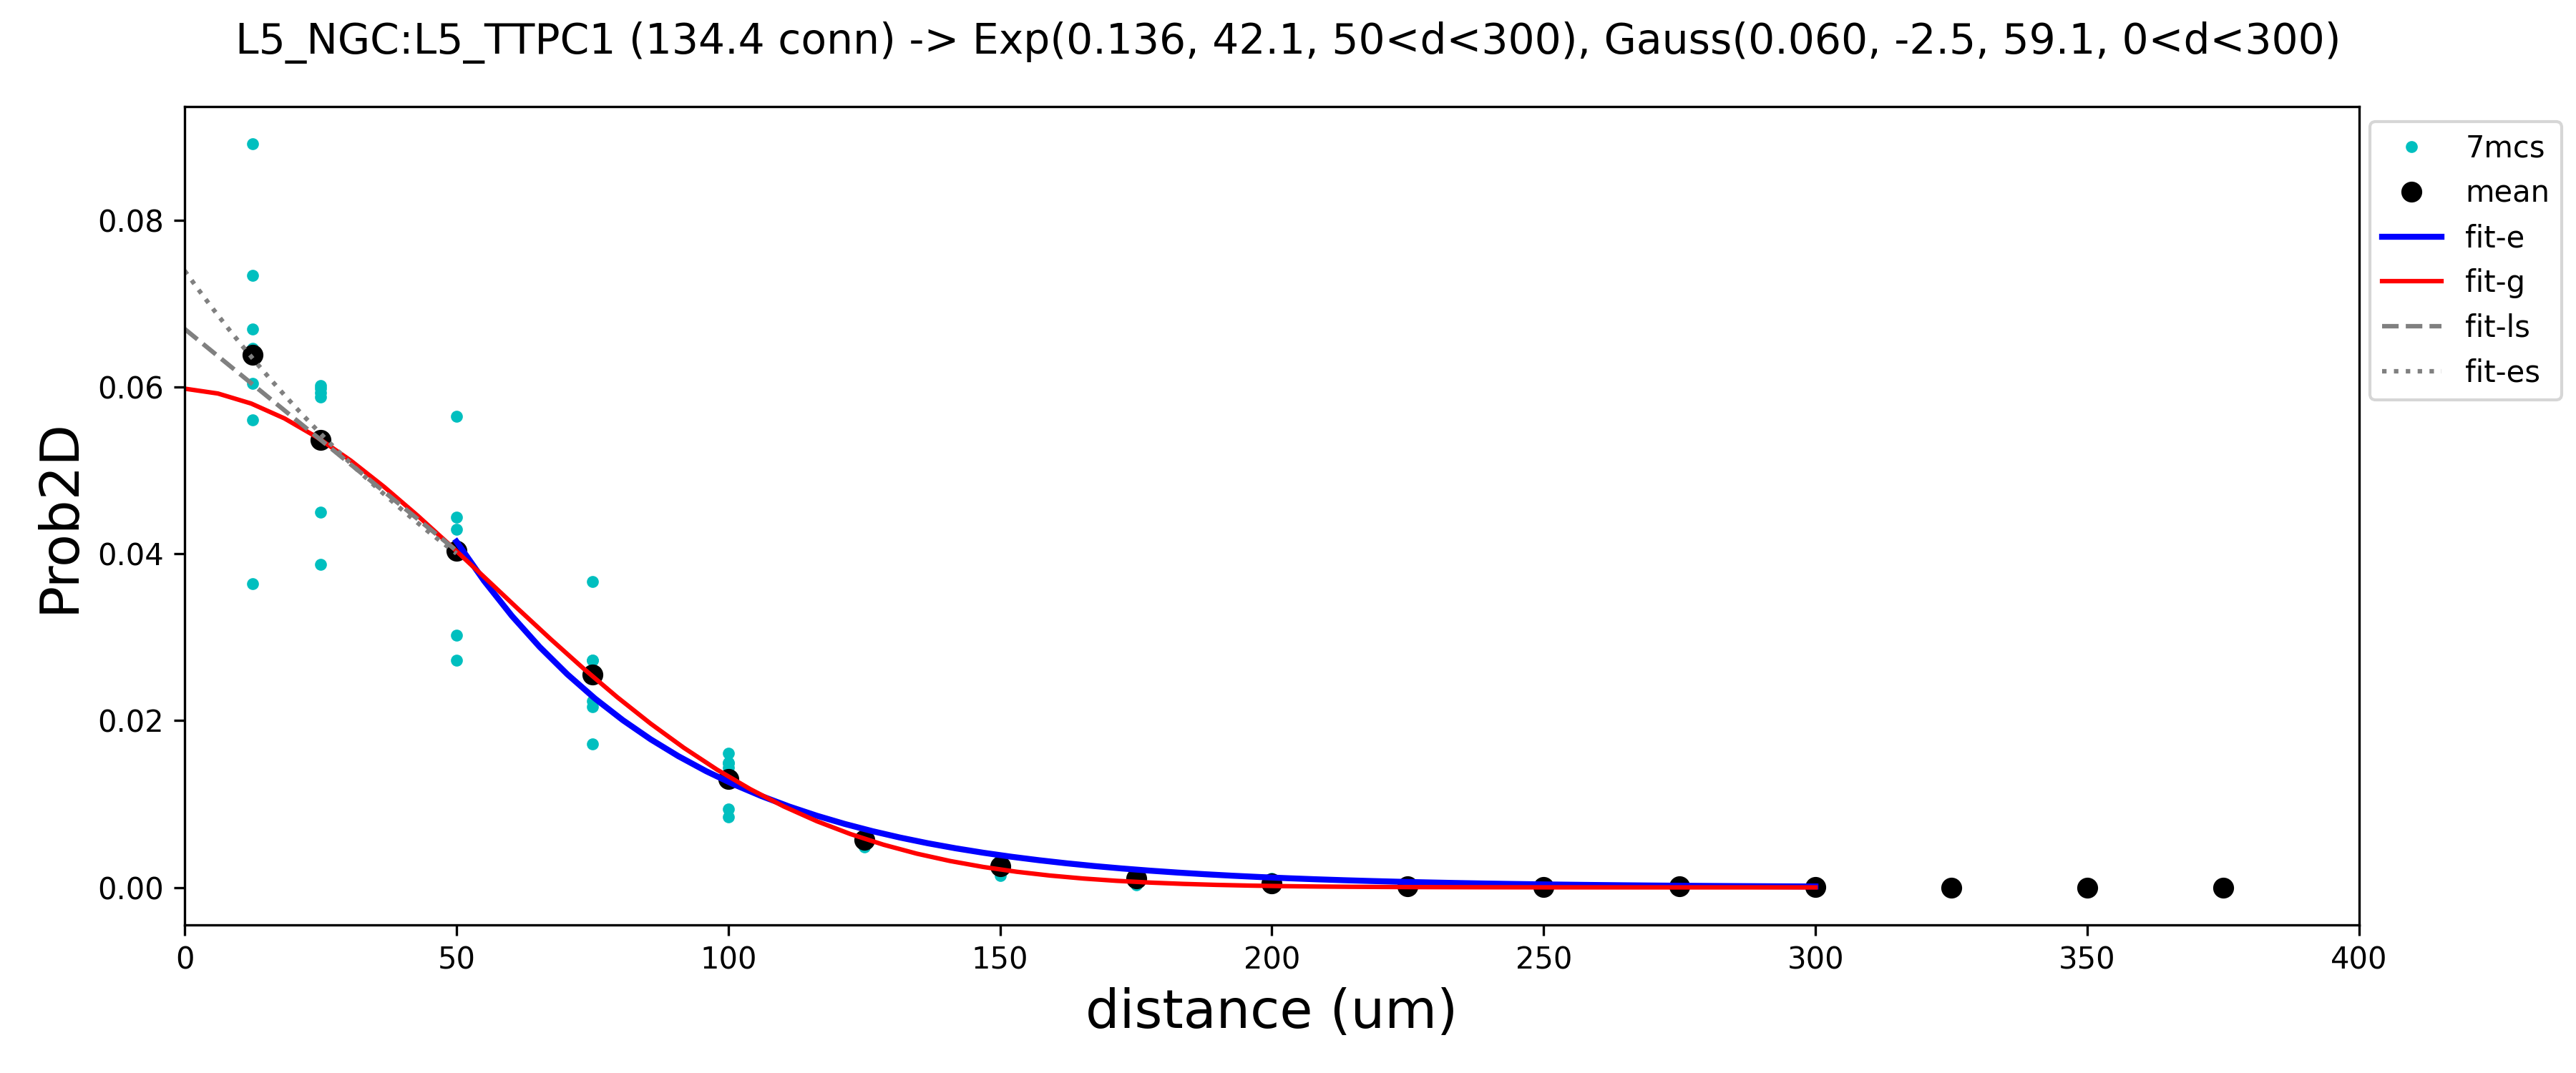 L5_NGC:L5_TTPC1 (134.4 conn) -> Exp(0.136, 42.1, 50<d<300), Gauss(0.060, -2.5, 59.1, 0<d<300)
7mcs
mean
fit-e
fit-g
fit-ls
fit-es
Prob2D
0.08
0.06
0.04
0.02
0.00
0 50 100 150 200 250 300 350 400
distance (um)